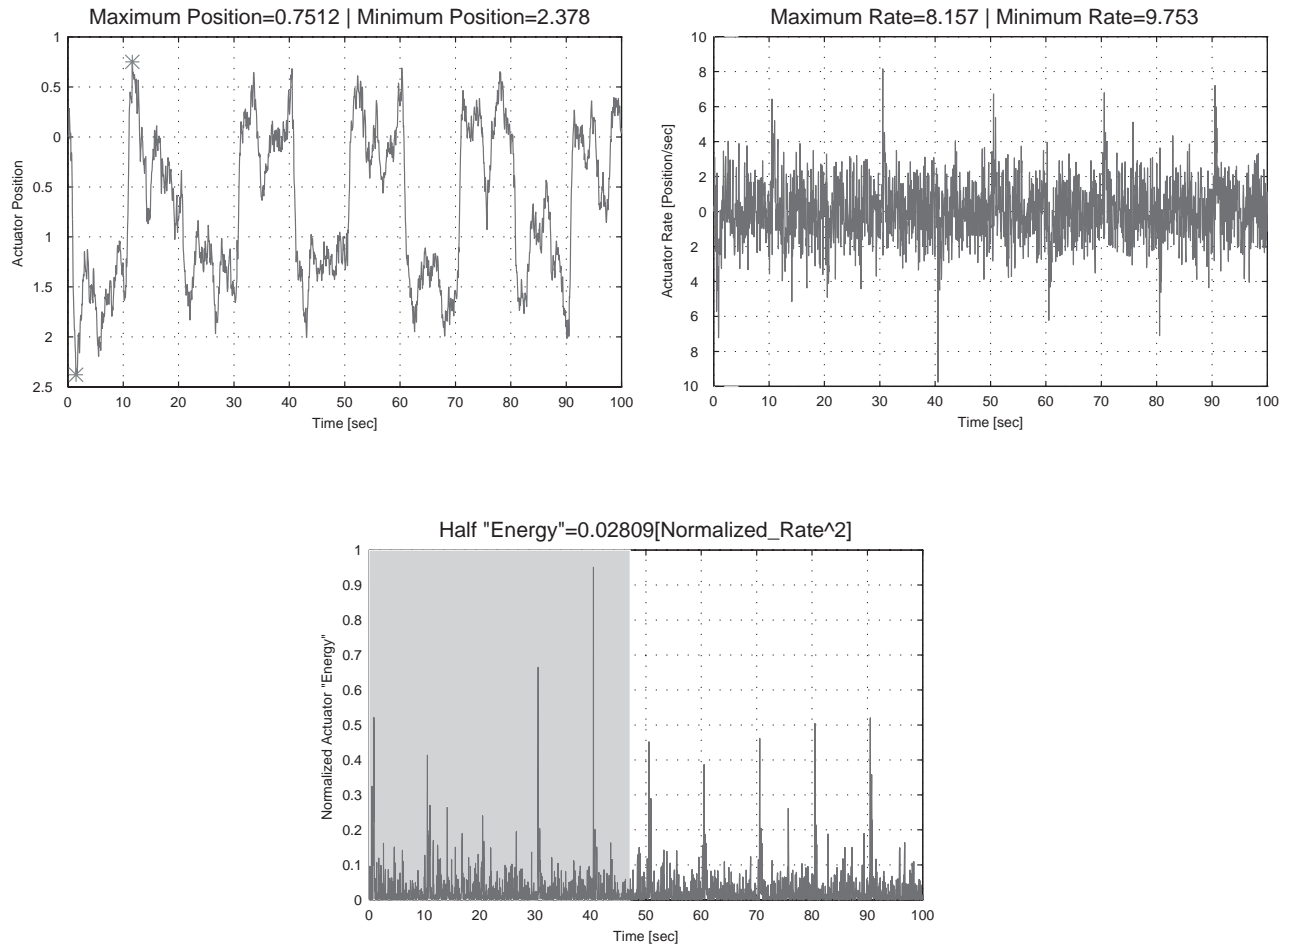 Maximum Position=0.7512 | Minimum Position=2.378
1
0.5
0
0.5
1
1.5
2
2.5
Actuator Position
0 10 20 30 40 50 60 70 80 90 100
Time [sec]
Maximum Rate=8.157 | Minimum Rate=9.753
10
8
6
4
2
0
2
4
6
8
10
Actuator Rate [Position/sec]
0 10 20 30 40 50 60 70 80 90 100
Time [sec]
Half "Energy"=0.02809[Normalized_Rate^2]
1
0.9
0.8
0.7
0.6
0.5
0.4
0.3
0.2
0.1
0
Normalized Actuator "Energy"
0 10 20 30 40 50 60 70 80 90 100
Time [sec]